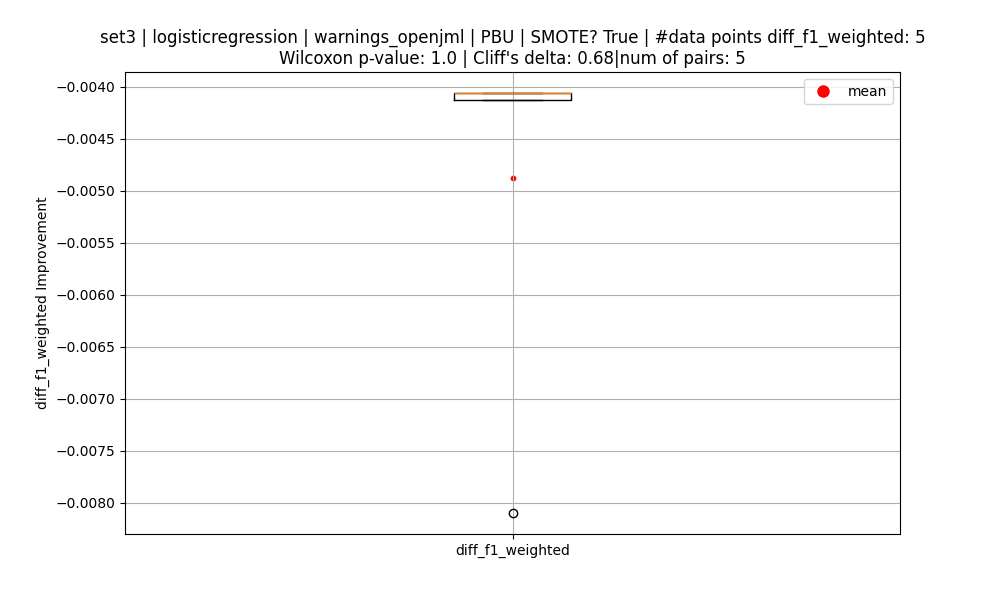 set3 | logisticregression | warnings_openjml | PBU | SMOTE? True | #data points diff_f1_weighted: 5
Wilcoxon p-value: 1.0 | Cliff's delta: 0.68|num of pairs: 5
mean
−0.0040
−0.0045
−0.0050
−0.0055
−0.0060
−0.0065
−0.0070
−0.0075
−0.0080
diff_f1_weighted Improvement
diff_f1_weighted